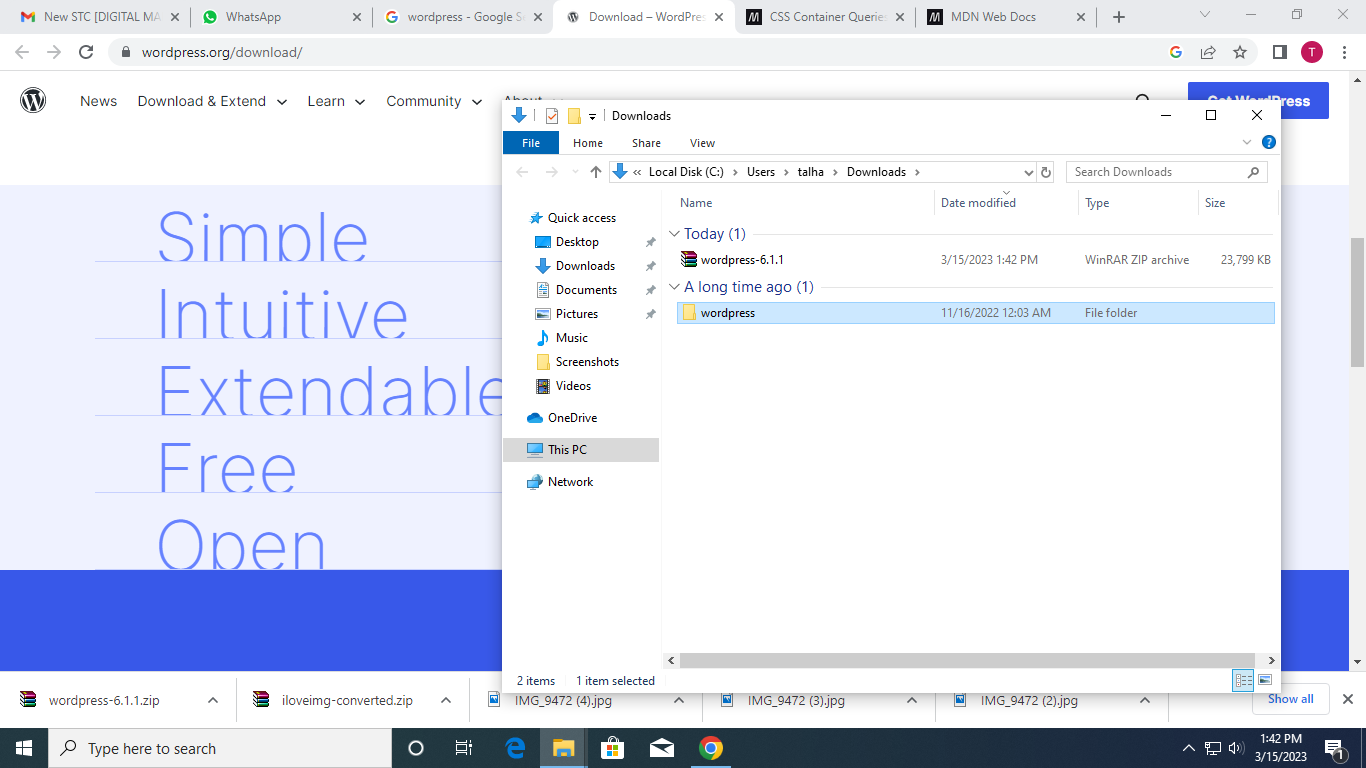 New STC [DIGITAL MA
WhatsApp
wordpress - Google S
Download – WordPres
CSS Container Queries
MDN Web Docs
wordpress.org/download/
T
News
Download & Extend
Learn
Community
About
Get WordPress
Simple
Intuitive
Extendable
Free
Open
Downloads
File
Home
Share
View
« Local Disk (C:) > Users > talha > Downloads >
Search Downloads
Quick access
Desktop
Downloads
Documents
Pictures
Music
Screenshots
Videos
OneDrive
This PC
Network
Name Date modified Type Size
Today (1)
wordpress-6.1.1 3/15/2023 1:42 PM WinRAR ZIP archive 23,799 KB
A long time ago (1)
wordpress 11/16/2022 12:03 AM File folder
2 items 1 item selected
wordpress-6.1.1.zip
iloveimg-converted.zip
IMG_9472 (4).jpg
IMG_9472 (3).jpg
IMG_9472 (2).jpg
Show all
Type here to search
1:42 PM
3/15/2023
1